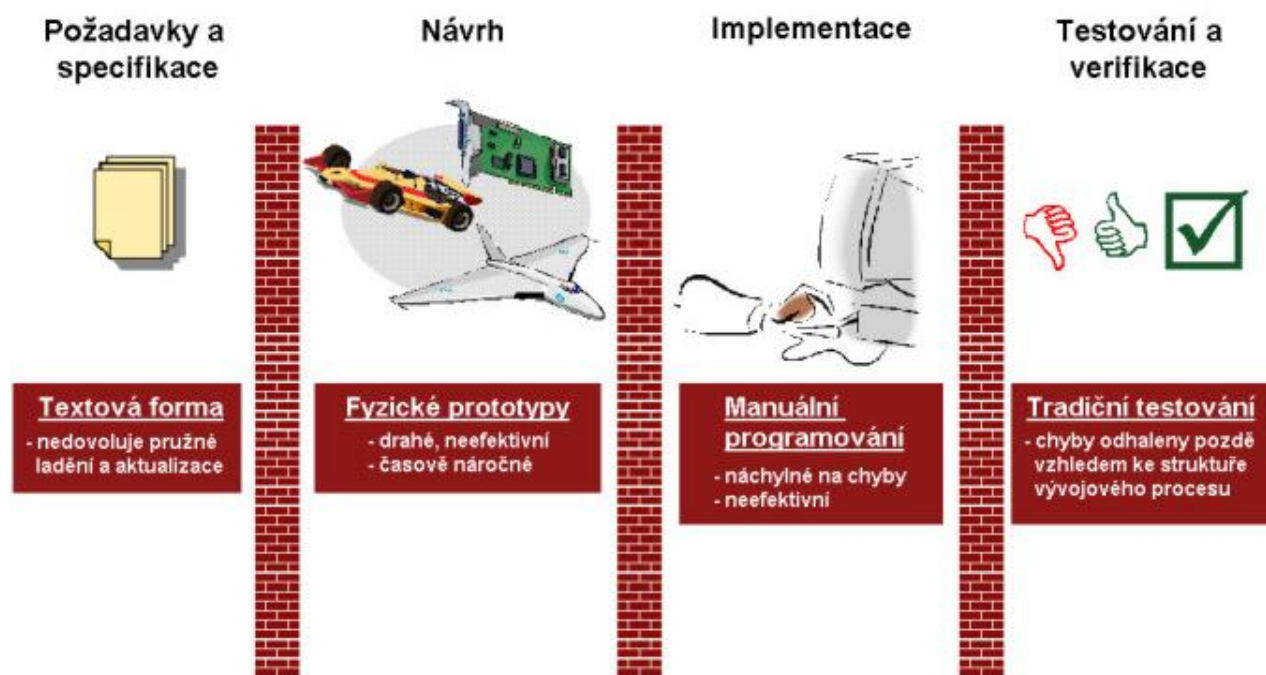 Požadavky a
specifikace
Návrh
Implementace
Testování a
verifikace
Textová forma
- nedovoluje pružné
ladění a aktualizace
Fyzické prototypy
- drahé, neefektivní
- časově náročné
Manuální
programování
- náchylné na chyby
- neefektivní
Tradiční testování
- chyby odhaleny pozdě
vzhledem ke struktuře
vývojového procesu